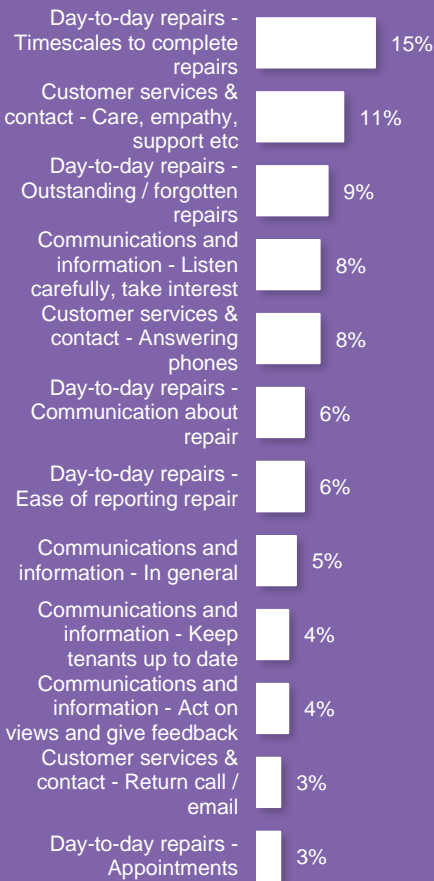 Day-to-day repairs -
Timescales to complete
repairs
15%
Customer services &
contact - Care, empathy,
support etc
11%
Day-to-day repairs -
Outstanding / forgotten
repairs
9%
Communications and
information - Listen
carefully, take interest
8%
Customer services &
contact - Answering
phones
8%
Day-to-day repairs -
Communication about
repair
6%
Day-to-day repairs -
Ease of reporting repair
6%
Communications and
information - In general
5%
Communications and
information - Keep
tenants up to date
4%
Communications and
information - Act on
views and give feedback
4%
Customer services &
contact - Return call /
email
3%
Day-to-day repairs -
Appointments
3%